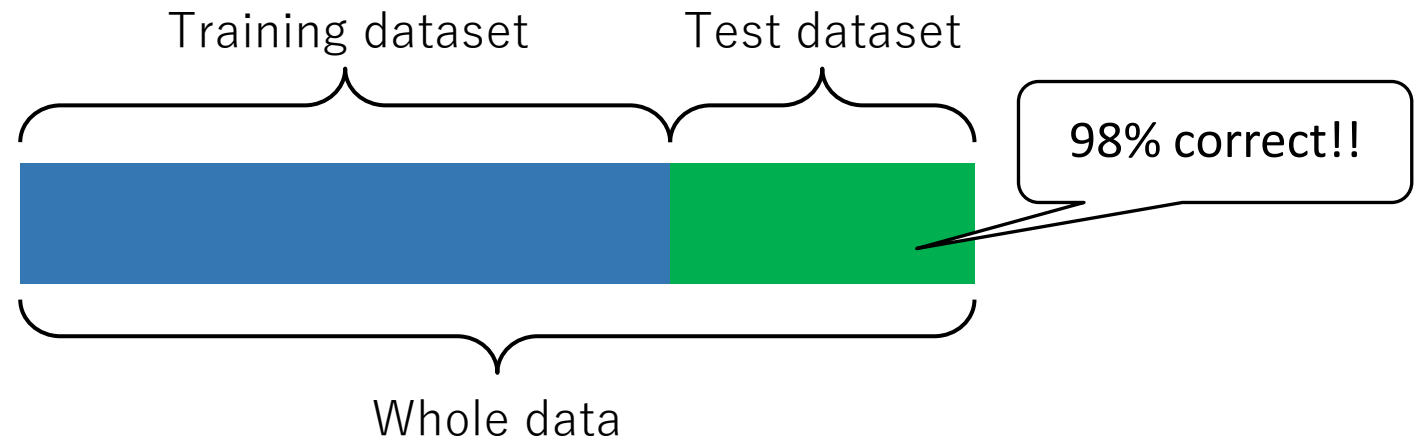 Training dataset
Test dataset
98% correct!!
Whole data